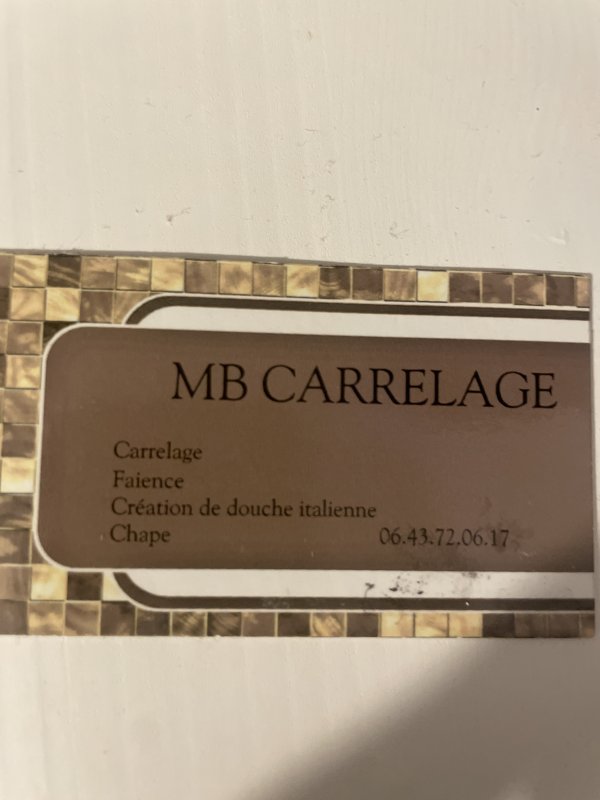 MB CARRELAGE
Carrelage
Faience
Création de douche italienne
Chape 06.43.72.06.17